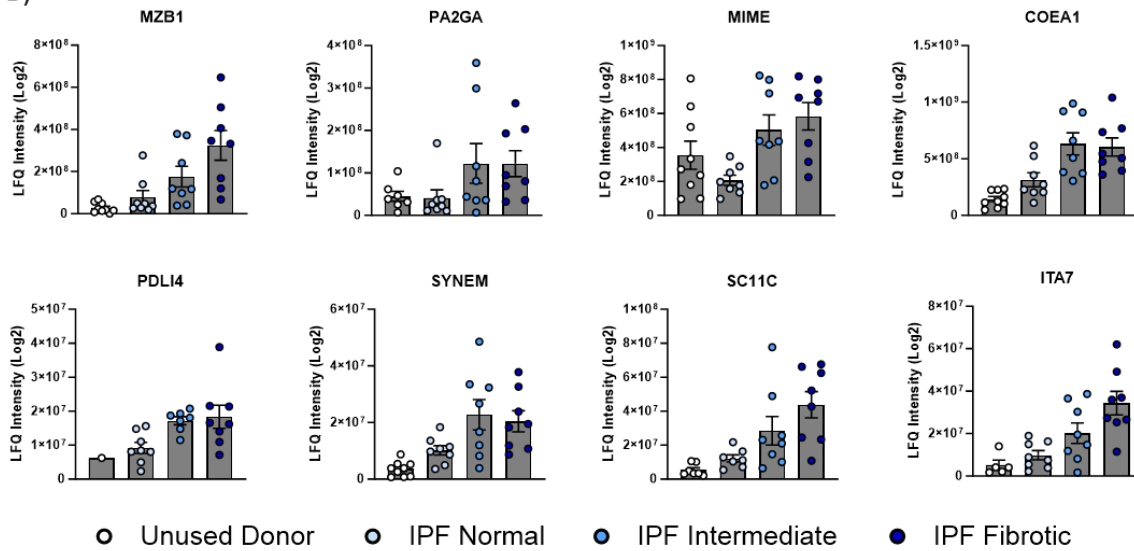 MZB1
PA2GA
MIME
COEA1
LFQ Intensity (Log2)
8×10⁸
6×10⁸
4×10⁸
2×10⁸
0
LFQ Intensity (Log2)
4×10⁸
3×10⁸
2×10⁸
1×10⁸
0
LFQ Intensity (Log2)
1×10⁹
8×10⁸
6×10⁸
4×10⁸
2×10⁸
0
LFQ Intensity (Log2)
1.5×10⁹
1×10⁹
5×10⁸
0
PDLI4
SYNEM
SC11C
ITA7
LFQ Intensity (Log2)
5×10⁷
4×10⁷
3×10⁷
2×10⁷
1×10⁷
0
LFQ Intensity (Log2)
6×10⁷
4×10⁷
2×10⁷
0
LFQ Intensity (Log2)
1×10⁸
8×10⁷
6×10⁷
4×10⁷
2×10⁷
0
LFQ Intensity (Log2)
8×10⁷
6×10⁷
4×10⁷
2×10⁷
0
Unused Donor IPF Normal IPF Intermediate IPF Fibrotic